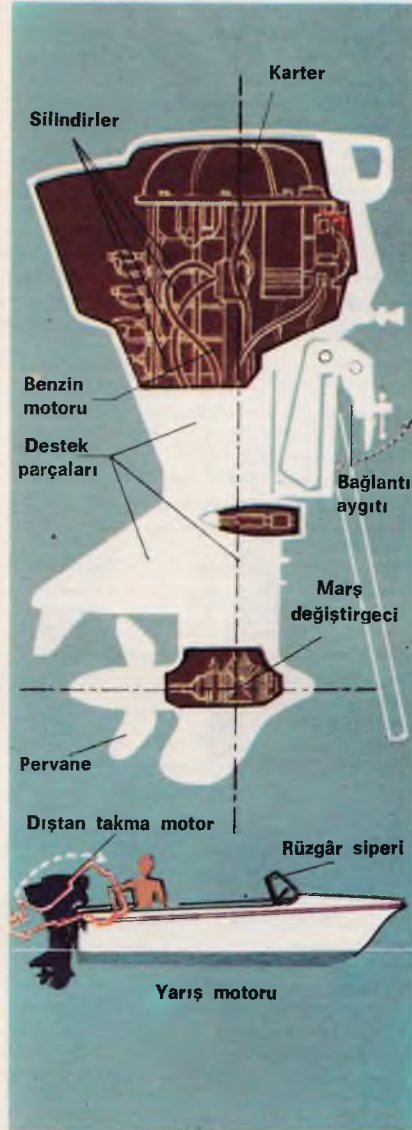 Karter
Silindirler
Benzin
motoru
Destek
parçaları
Bağlantı
aygıtı
Marş
değiştirgeci
Pervane
Dıştan takma motor
Rüzgâr siperi
Yarış motoru